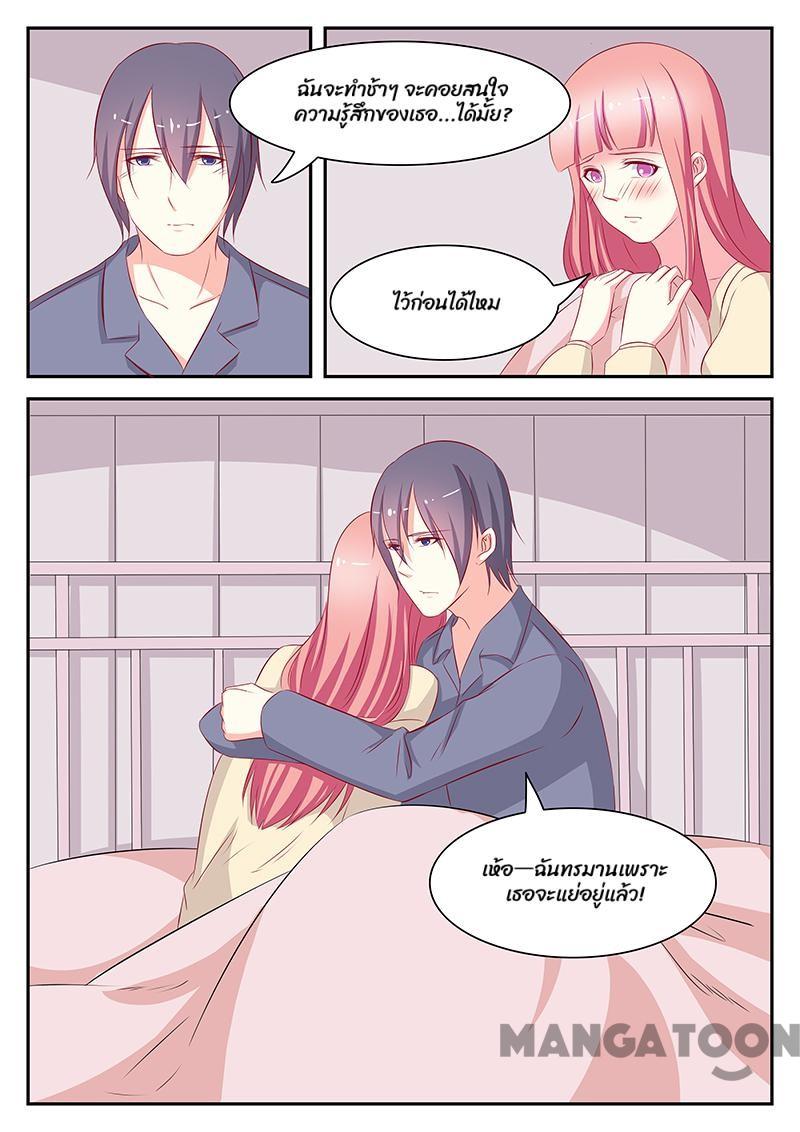 ฉันจะทำช้าๆ จะคอยสนใจ
ความรู้สึกของเธอ...ได้มั้ย?
ไว้ก่อนได้ไหม
เห้อ—ฉันทรมานเพราะ
เธอจะแย่อยู่แล้ว!
MANGATOON